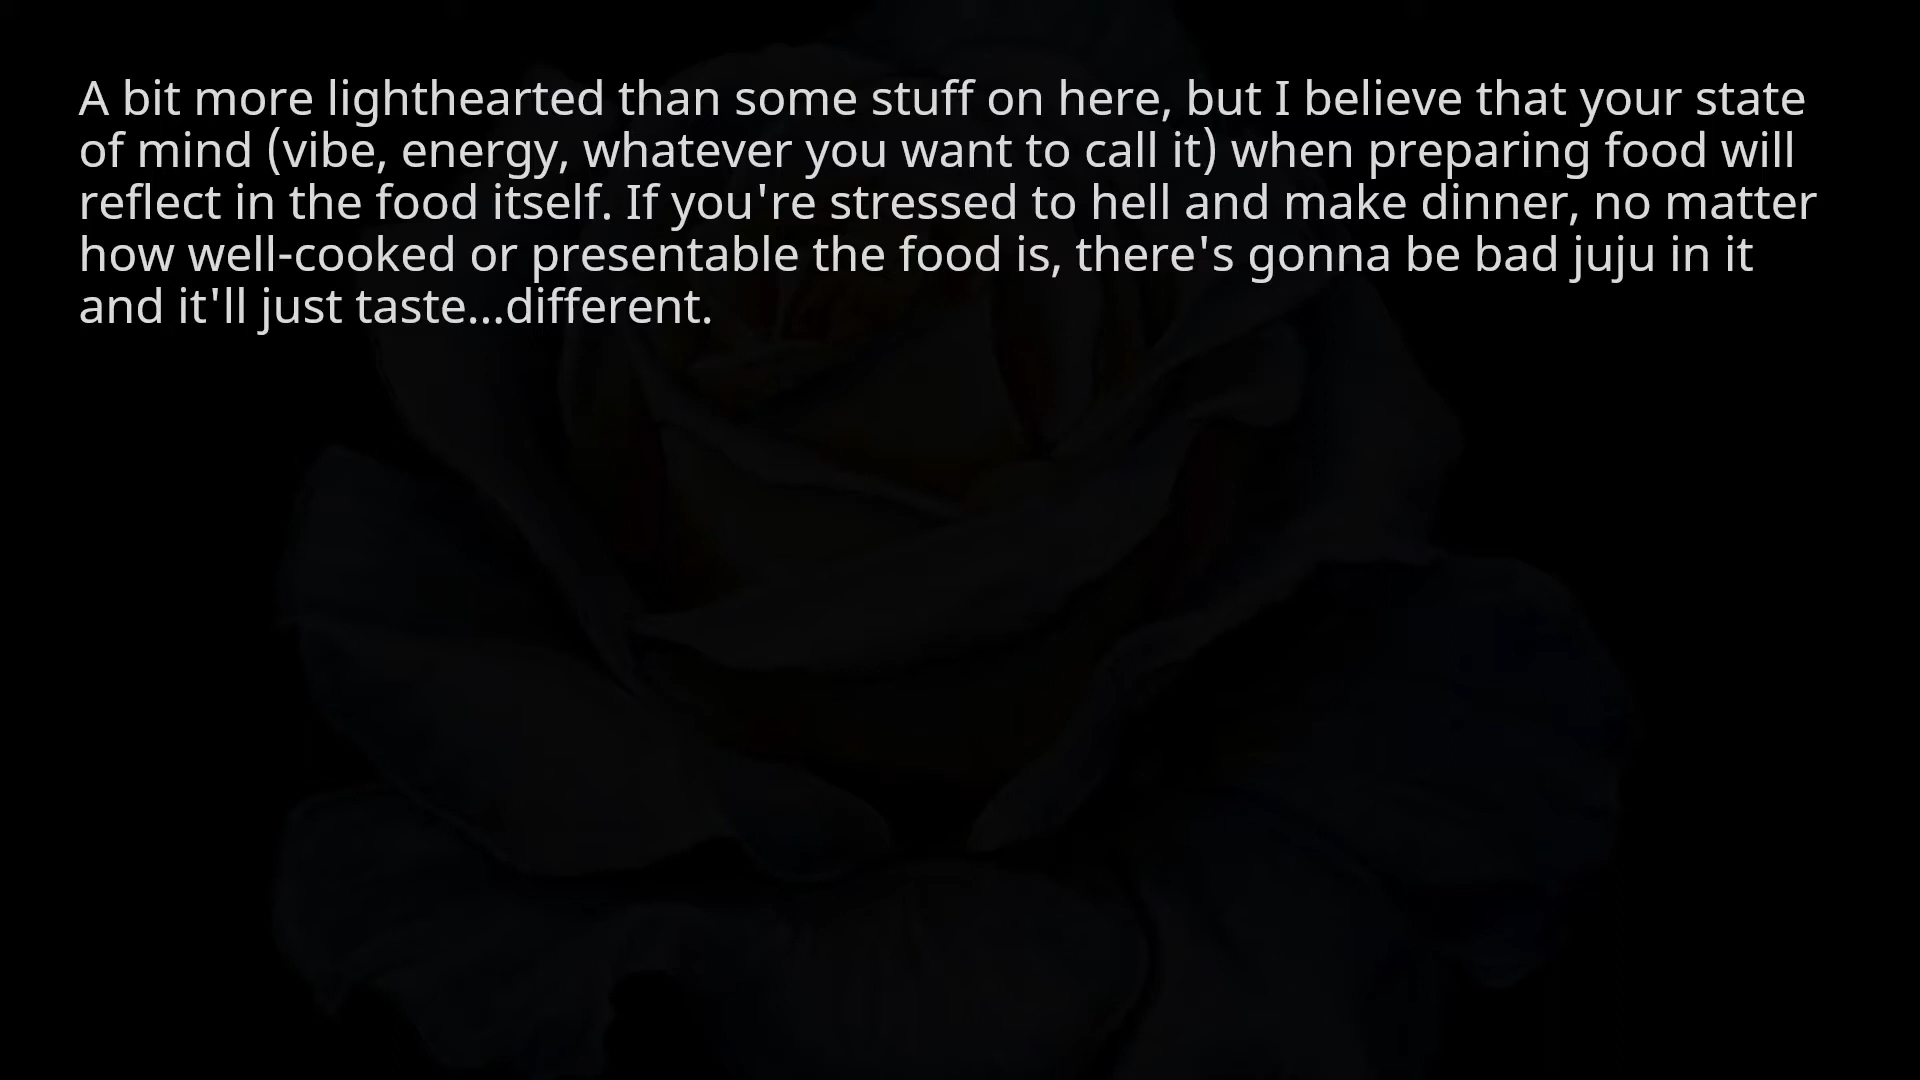 A bit more lighthearted than some stuff on here, but I believe that your state
of mind (vibe, energy, whatever you want to call it) when preparing food will
reflect in the food itself. If you're stressed to hell and make dinner, no matter
how well-cooked or presentable the food is, there's gonna be bad juju in it
and it'll just taste...different.